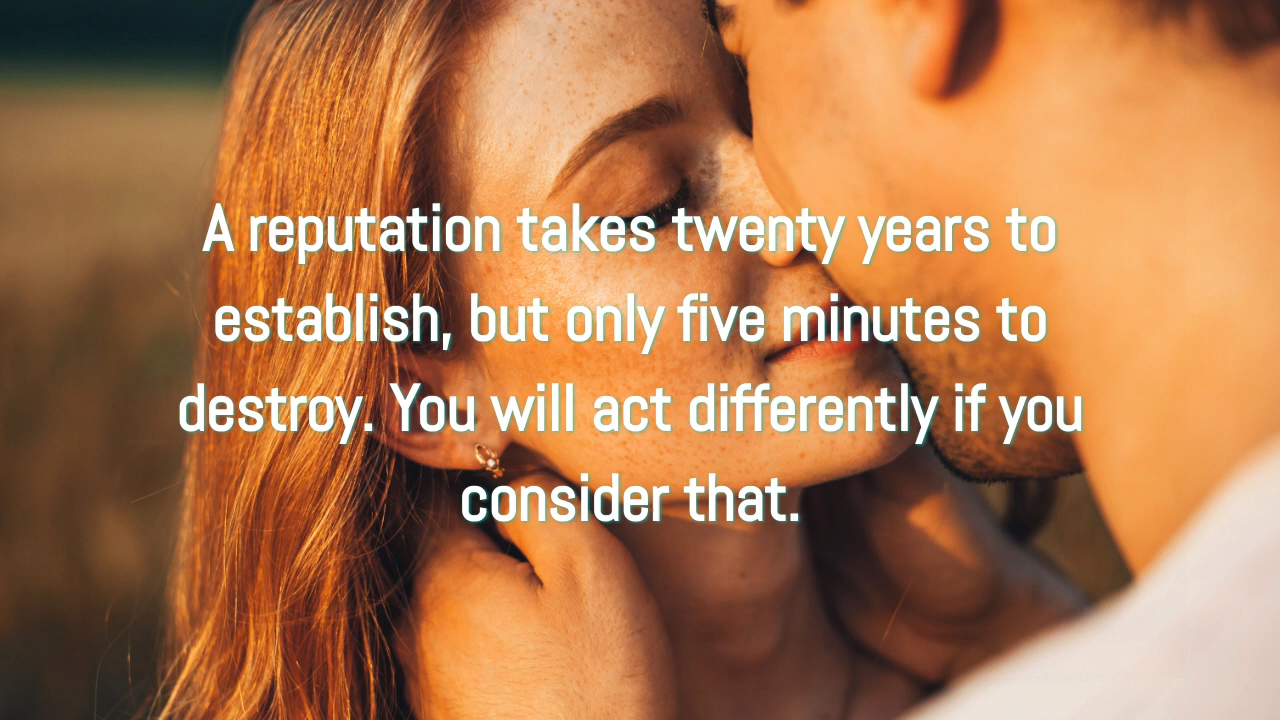 A reputation takes twenty years to
establish, but only five minutes to
destroy. You will act differently if you
consider that.